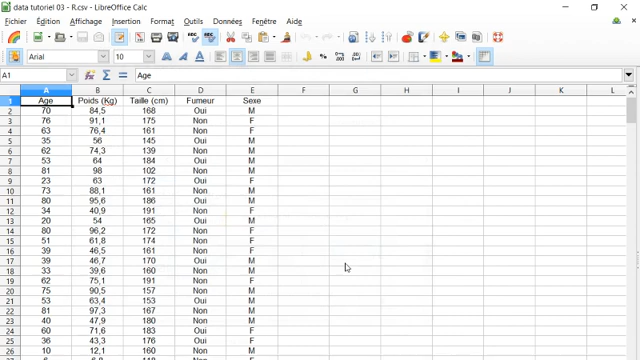 data tutoriel 03 - R.csv - LibreOffice Calc
Fichier Édition Affichage Insertion Format Outils Données Fenêtre Aide
Arial 10
A1 Age
A B C D E F G H I J K L
1 Age Poids (Kg) Taille (cm) Fumeur Sexe
2 70 84,5 168 Oui M
3 76 91,1 175 Non F
4 63 76,4 161 Non F
5 35 56 145 Oui M
6 62 74,3 139 Non M
7 53 64 184 Oui M
8 81 98 102 Non M
9 23 63 172 Oui F
10 73 88,1 161 Non M
11 80 95,6 186 Oui M
12 34 40,9 191 Non F
13 20 54 165 Oui M
14 80 96,2 172 Non F
15 51 61,8 174 Non F
16 39 46,5 161 Non F
17 39 46,7 170 Oui M
18 33 39,6 160 Non M
19 62 75,1 191 Non F
20 75 90,5 157 Non M
21 53 63,4 153 Oui M
22 81 97,3 167 Non M
23 40 47,9 180 Non M
24 60 71,6 183 Oui F
25 36 43,3 176 Oui F
26 10 12,1 160 Non M